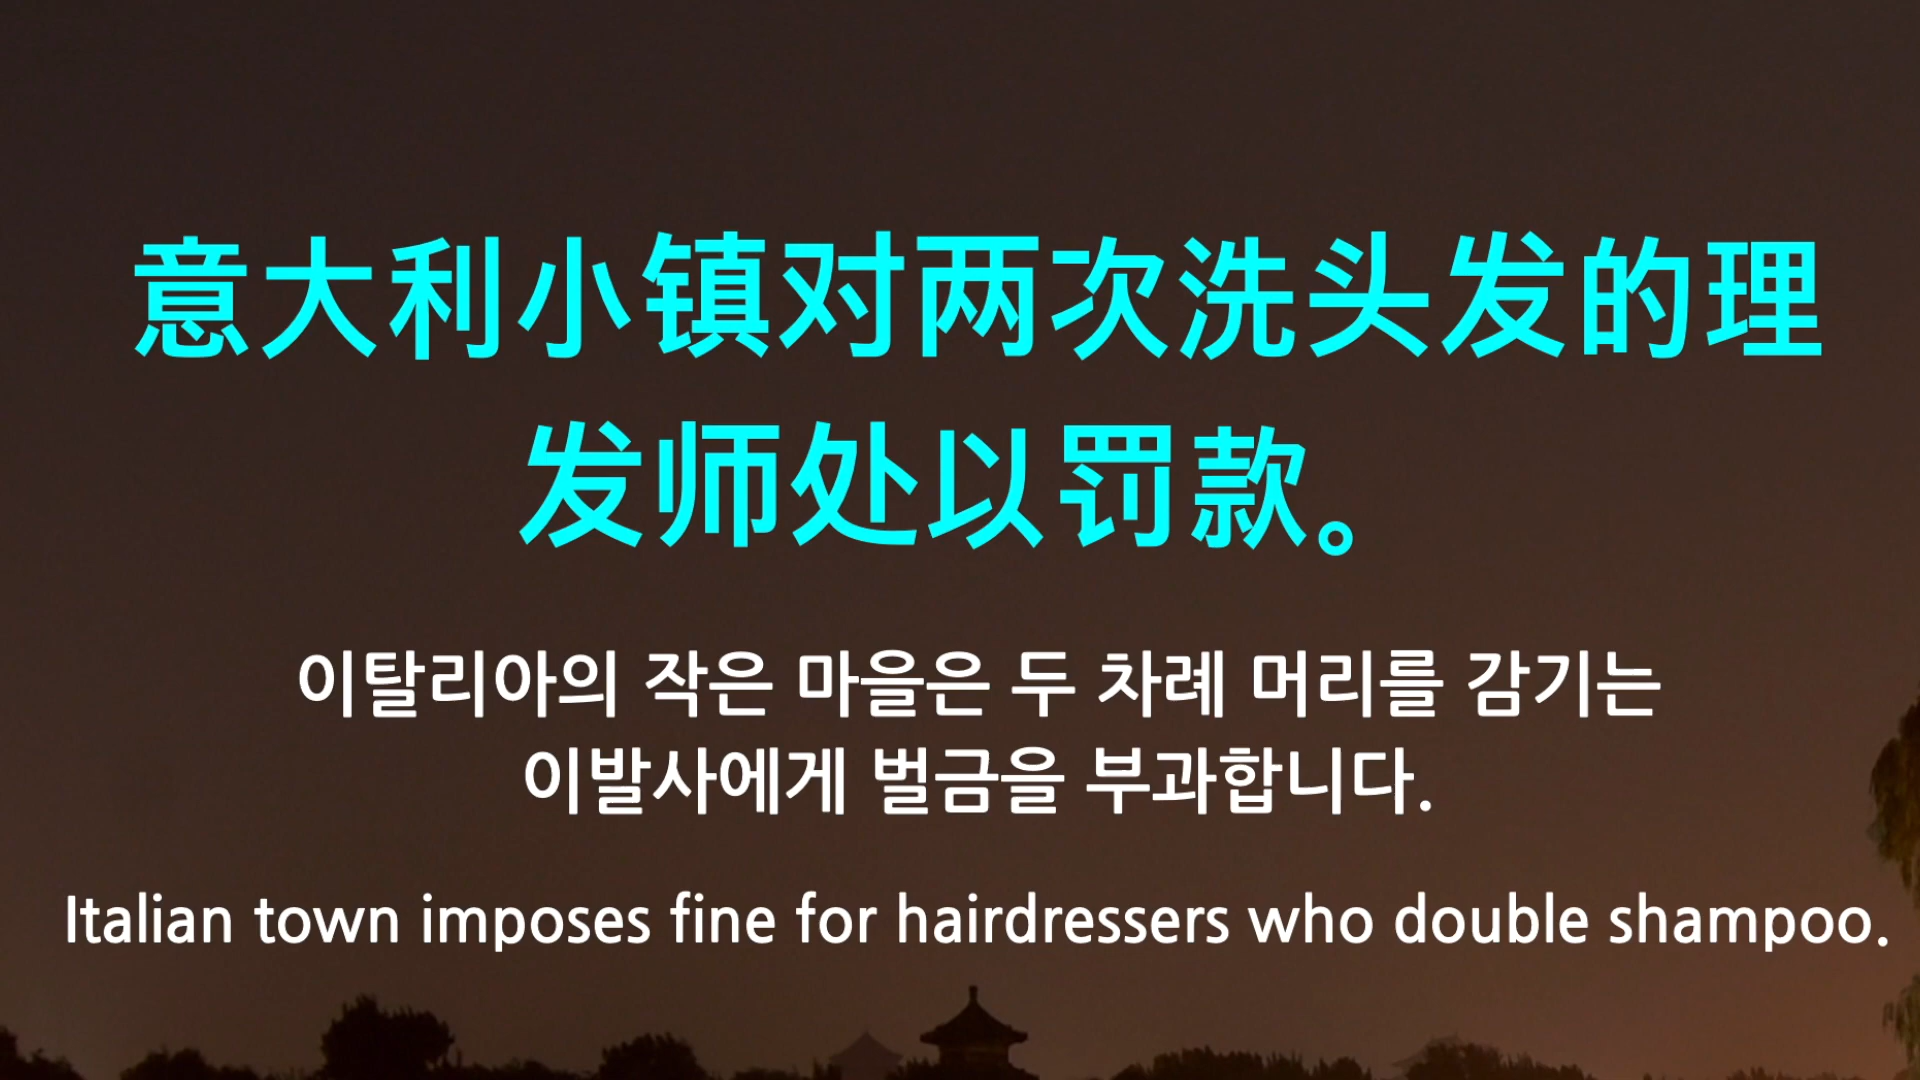 意大利小镇对两次洗头发的理
发师处以罚款。
이탈리아의 작은 마을은 두 차례 머리를 감기는
이발사에게 벌금을 부과합니다.
Italian town imposes fine for hairdressers who double shampoo.